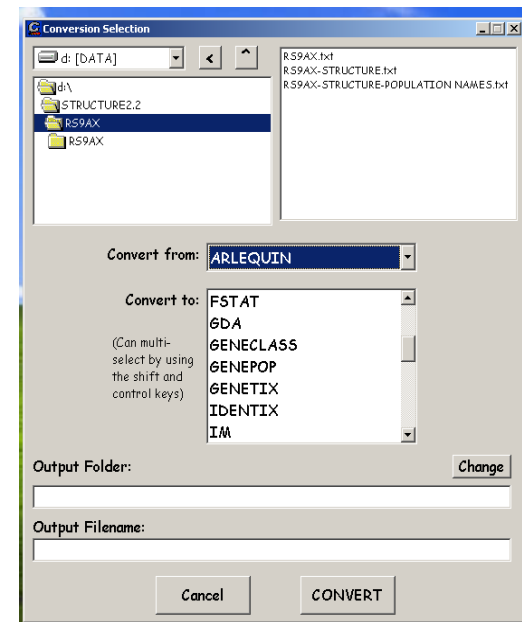 Conversion Selection
d: [DATA]
<
^
d:\
STRUCTURE2.2
RS9AX
RS9AX
RS9AX.txt
RS9AX-STRUCTURE.txt
RS9AX-STRUCTURE-POPULATION NAMES.txt
Convert from:
ARLEQUIN
Convert to:
(Can multi-
select by using
the shift and
control keys)
FSTAT
GDA
GENECLASS
GENEPOP
GENETIX
IDENTIX
IM
Output Folder:
Change
Output Filename:
Cancel
CONVERT